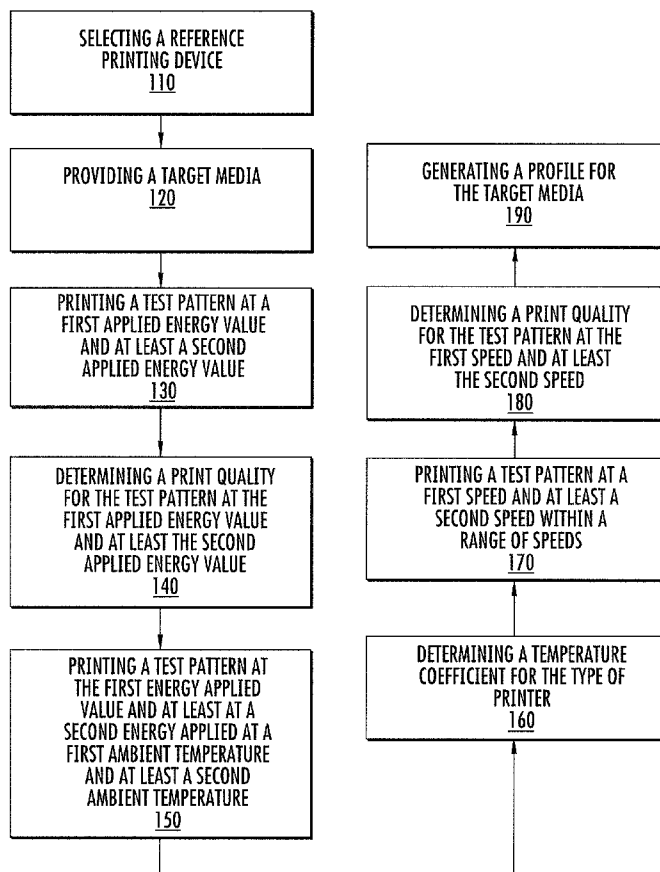 SELECTING A REFERENCE
PRINTING DEVICE
110
PROVIDING A TARGET MEDIA
120
PRINTING A TEST PATTERN AT A
FIRST APPLIED ENERGY VALUE
AND AT LEAST A SECOND
APPLIED ENERGY VALUE
130
DETERMINING A PRINT QUALITY
FOR THE TEST PATTERN AT THE
FIRST APPLIED ENERGY VALUE
AND AT LEAST THE SECOND
APPLIED ENERGY VALUE
140
PRINTING A TEST PATTERN AT
THE FIRST ENERGY APPLIED
VALUE AND AT LEAST AT A
SECOND ENERGY APPLIED AT A
FIRST AMBIENT TEMPERATURE
AND AT LEAST A SECOND
AMBIENT TEMPERATURE
150
DETERMINING A TEMPERATURE
COEFFICIENT FOR THE TYPE OF
PRINTER
160
PRINTING A TEST PATTERN AT A
FIRST SPEED AND AT LEAST A
SECOND SPEED WITHIN A
RANGE OF SPEEDS
170
DETERMINING A PRINT QUALITY
FOR THE TEST PATTERN AT THE
FIRST SPEED AND AT LEAST
THE SECOND SPEED
180
GENERATING A PROFILE FOR
THE TARGET MEDIA
190